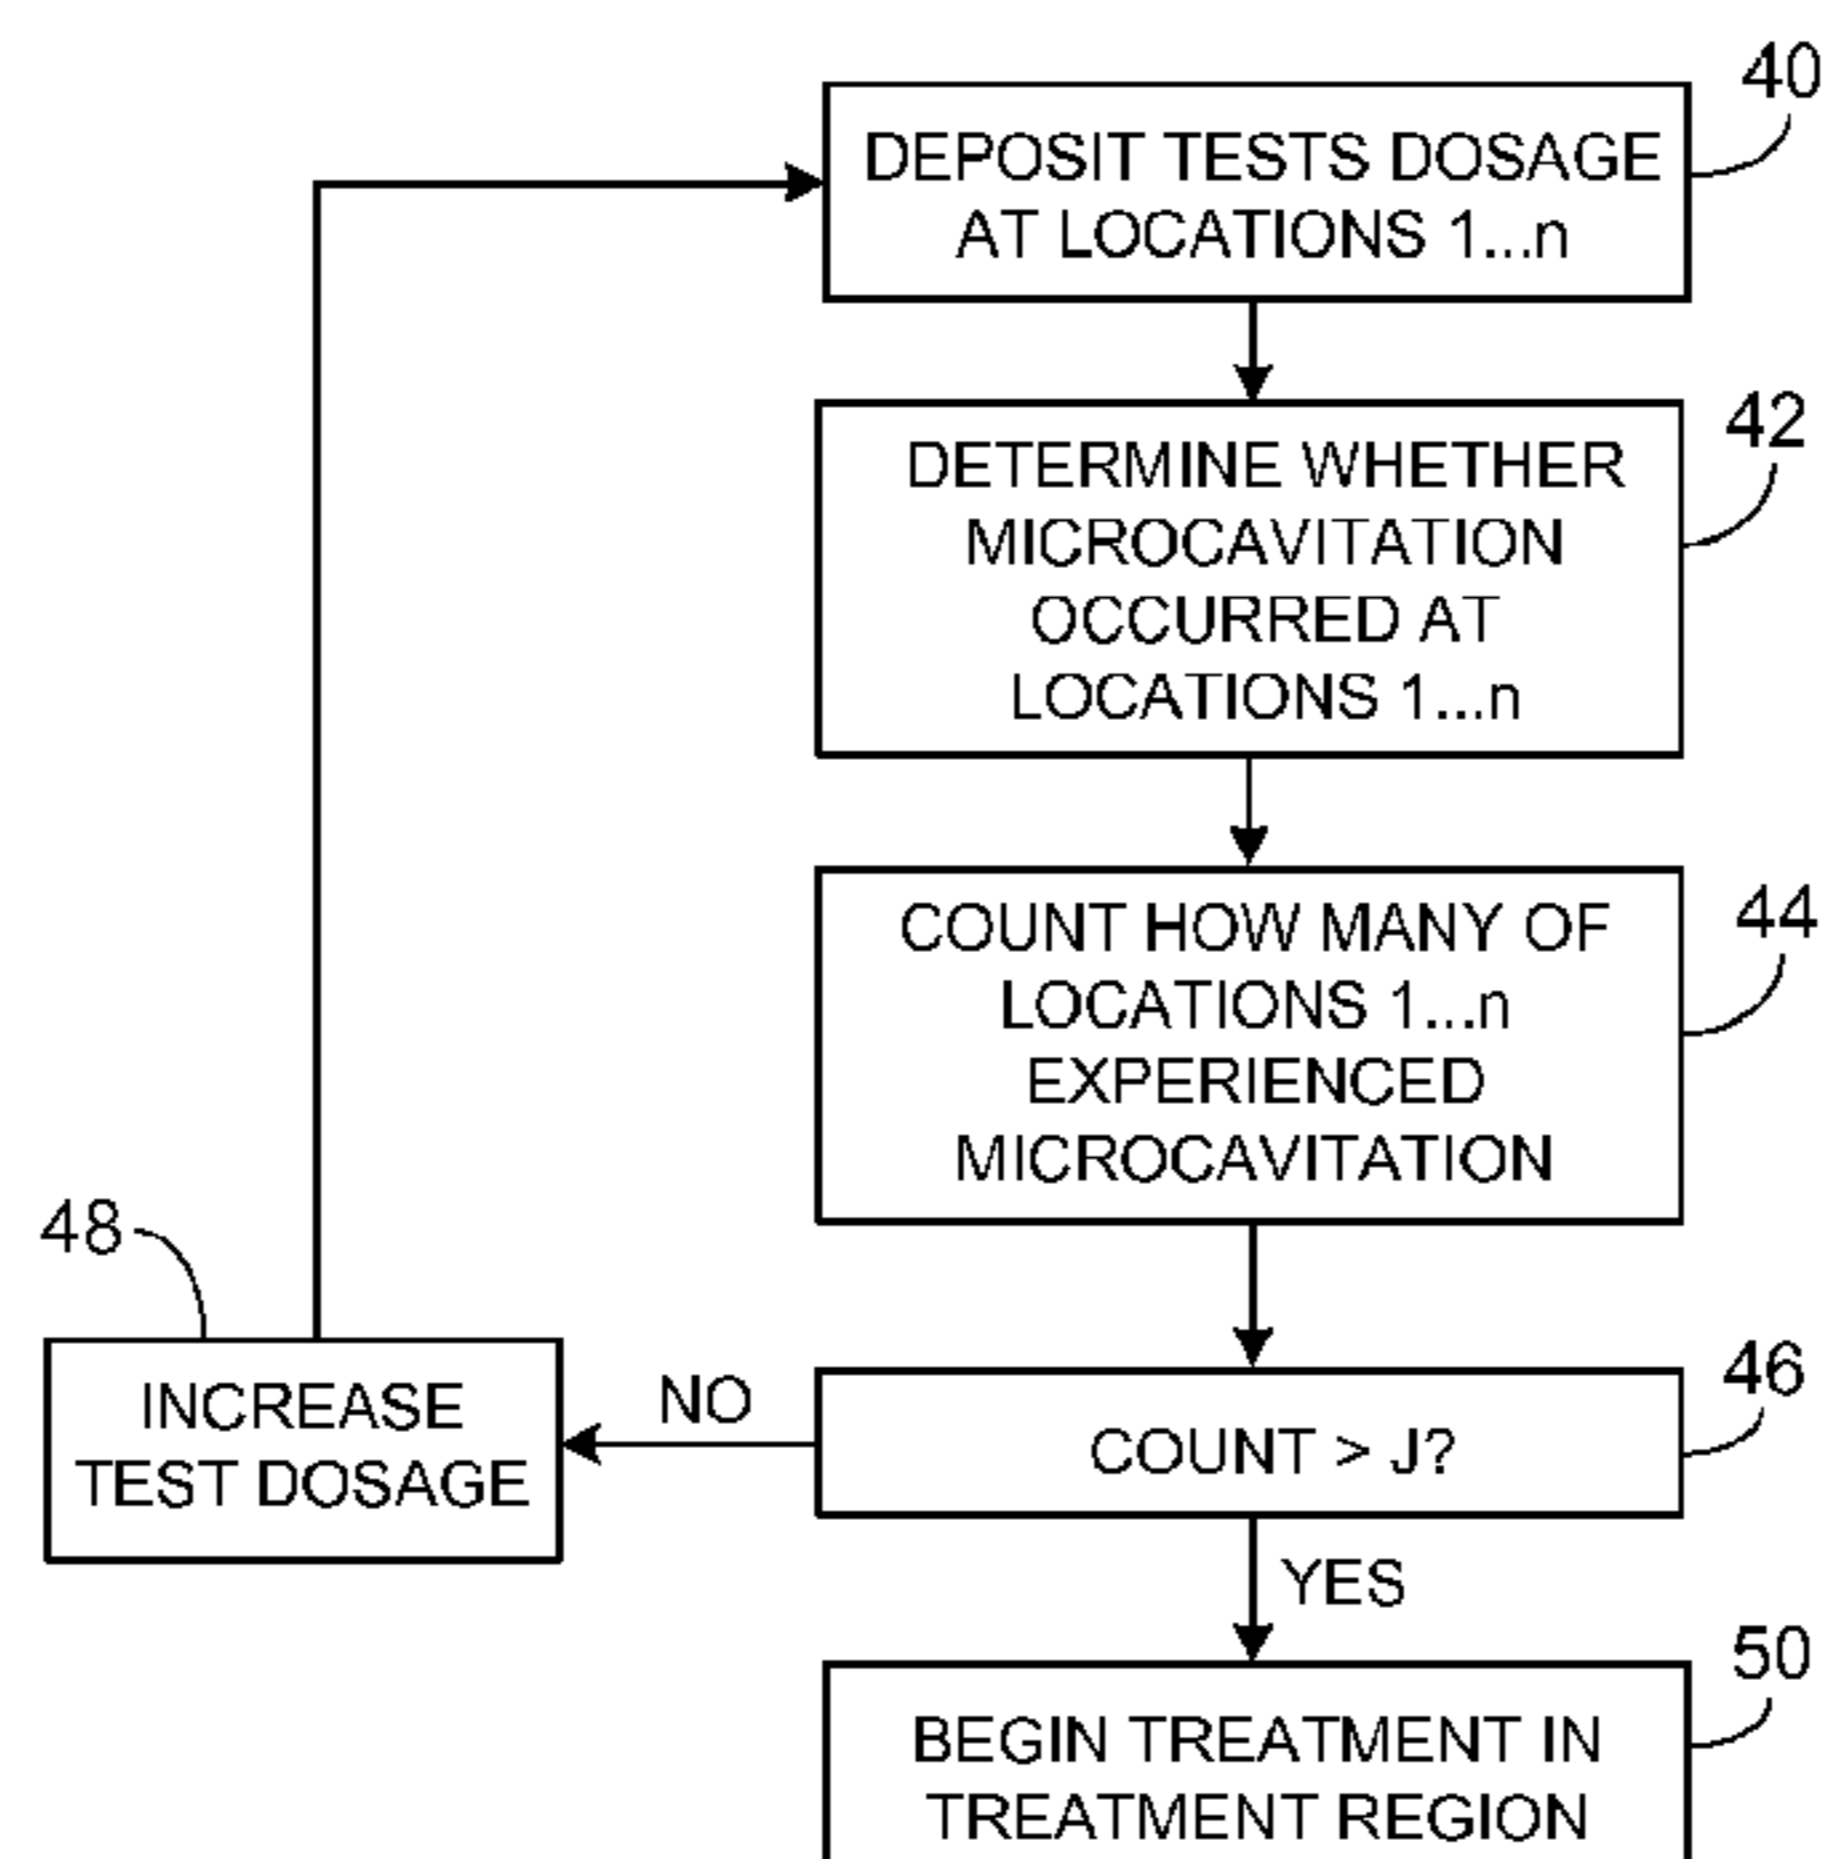 40
DEPOSIT TESTS DOSAGE
AT LOCATIONS 1...n
42
DETERMINE WHETHER
MICROCAVITATION
OCCURRED AT
LOCATIONS 1...n
44
COUNT HOW MANY OF
LOCATIONS 1...n
EXPERIENCED
MICROCAVITATION
46
COUNT > J?
NO
48
INCREASE
TEST DOSAGE
YES
50
BEGIN TREATMENT IN
TREATMENT REGION